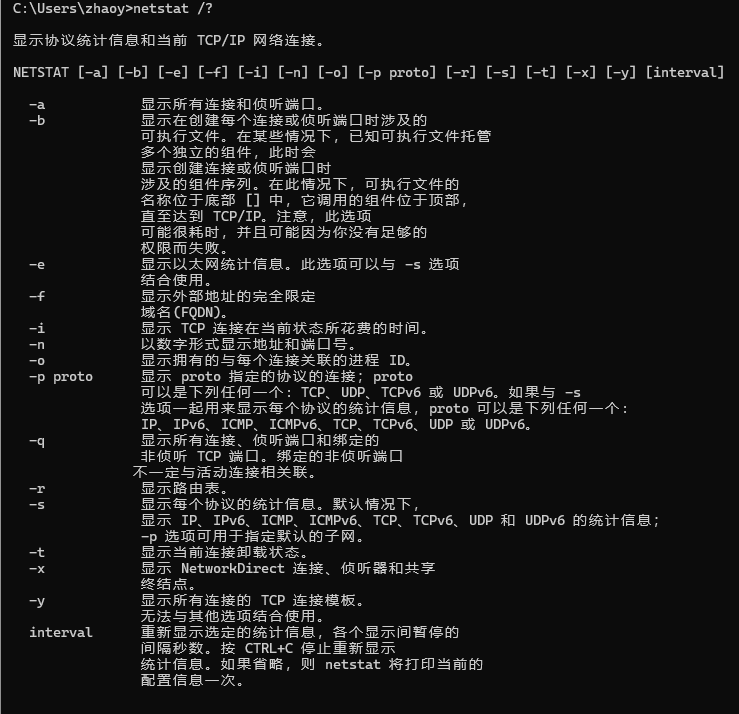 C:\Users\zhaoy>netstat /?
显示协议统计信息和当前 TCP/IP 网络连接。
NETSTAT [-a] [-b] [-e] [-f] [-i] [-n] [-o] [-p proto] [-r] [-s] [-t] [-x] [-y] [interval]
-a 显示所有连接和侦听端口。
-b 显示在创建每个连接或侦听端口时涉及的
可执行文件。在某些情况下，已知可执行文件托管
多个独立的组件，此时会
显示创建连接或侦听端口时
涉及的组件序列。在此情况下，可执行文件的
名称位于底部 [] 中，它调用的组件位于顶部，
直至达到 TCP/IP。注意，此选项
可能很耗时，并且可能因为你没有足够的
权限而失败。
-e 显示以太网统计信息。此选项可以与 -s 选项
结合使用。
-f 显示外部地址的完全限定
域名(FQDN)。
-i 显示 TCP 连接在当前状态所花费的时间。
-n 以数字形式显示地址和端口号。
-o 显示拥有的与每个连接关联的进程 ID。
-p proto 显示 proto 指定的协议的连接；proto
可以是下列任何一个: TCP、UDP、TCPv6 或 UDPv6。如果与 -s
选项一起用来显示每个协议的统计信息，proto 可以是下列任何一个:
IP、IPv6、ICMP、ICMPv6、TCP、TCPv6、UDP 或 UDPv6。
-q 显示所有连接、侦听端口和绑定的
非侦听 TCP 端口。绑定的非侦听端口
不一定与活动连接相关联。
-r 显示路由表。
-s 显示每个协议的统计信息。默认情况下，
显示 IP、IPv6、ICMP、ICMPv6、TCP、TCPv6、UDP 和 UDPv6 的统计信息；
-p 选项可用于指定默认的子网。
-t 显示当前连接卸载状态。
-x 显示 NetworkDirect 连接、侦听器和共享
终结点。
-y 显示所有连接的 TCP 连接模板。
无法与其他选项结合使用。
interval 重新显示选定的统计信息，各个显示间暂停的
间隔秒数。按 CTRL+C 停止重新显示
统计信息。如果省略，则 netstat 将打印当前的
配置信息一次。